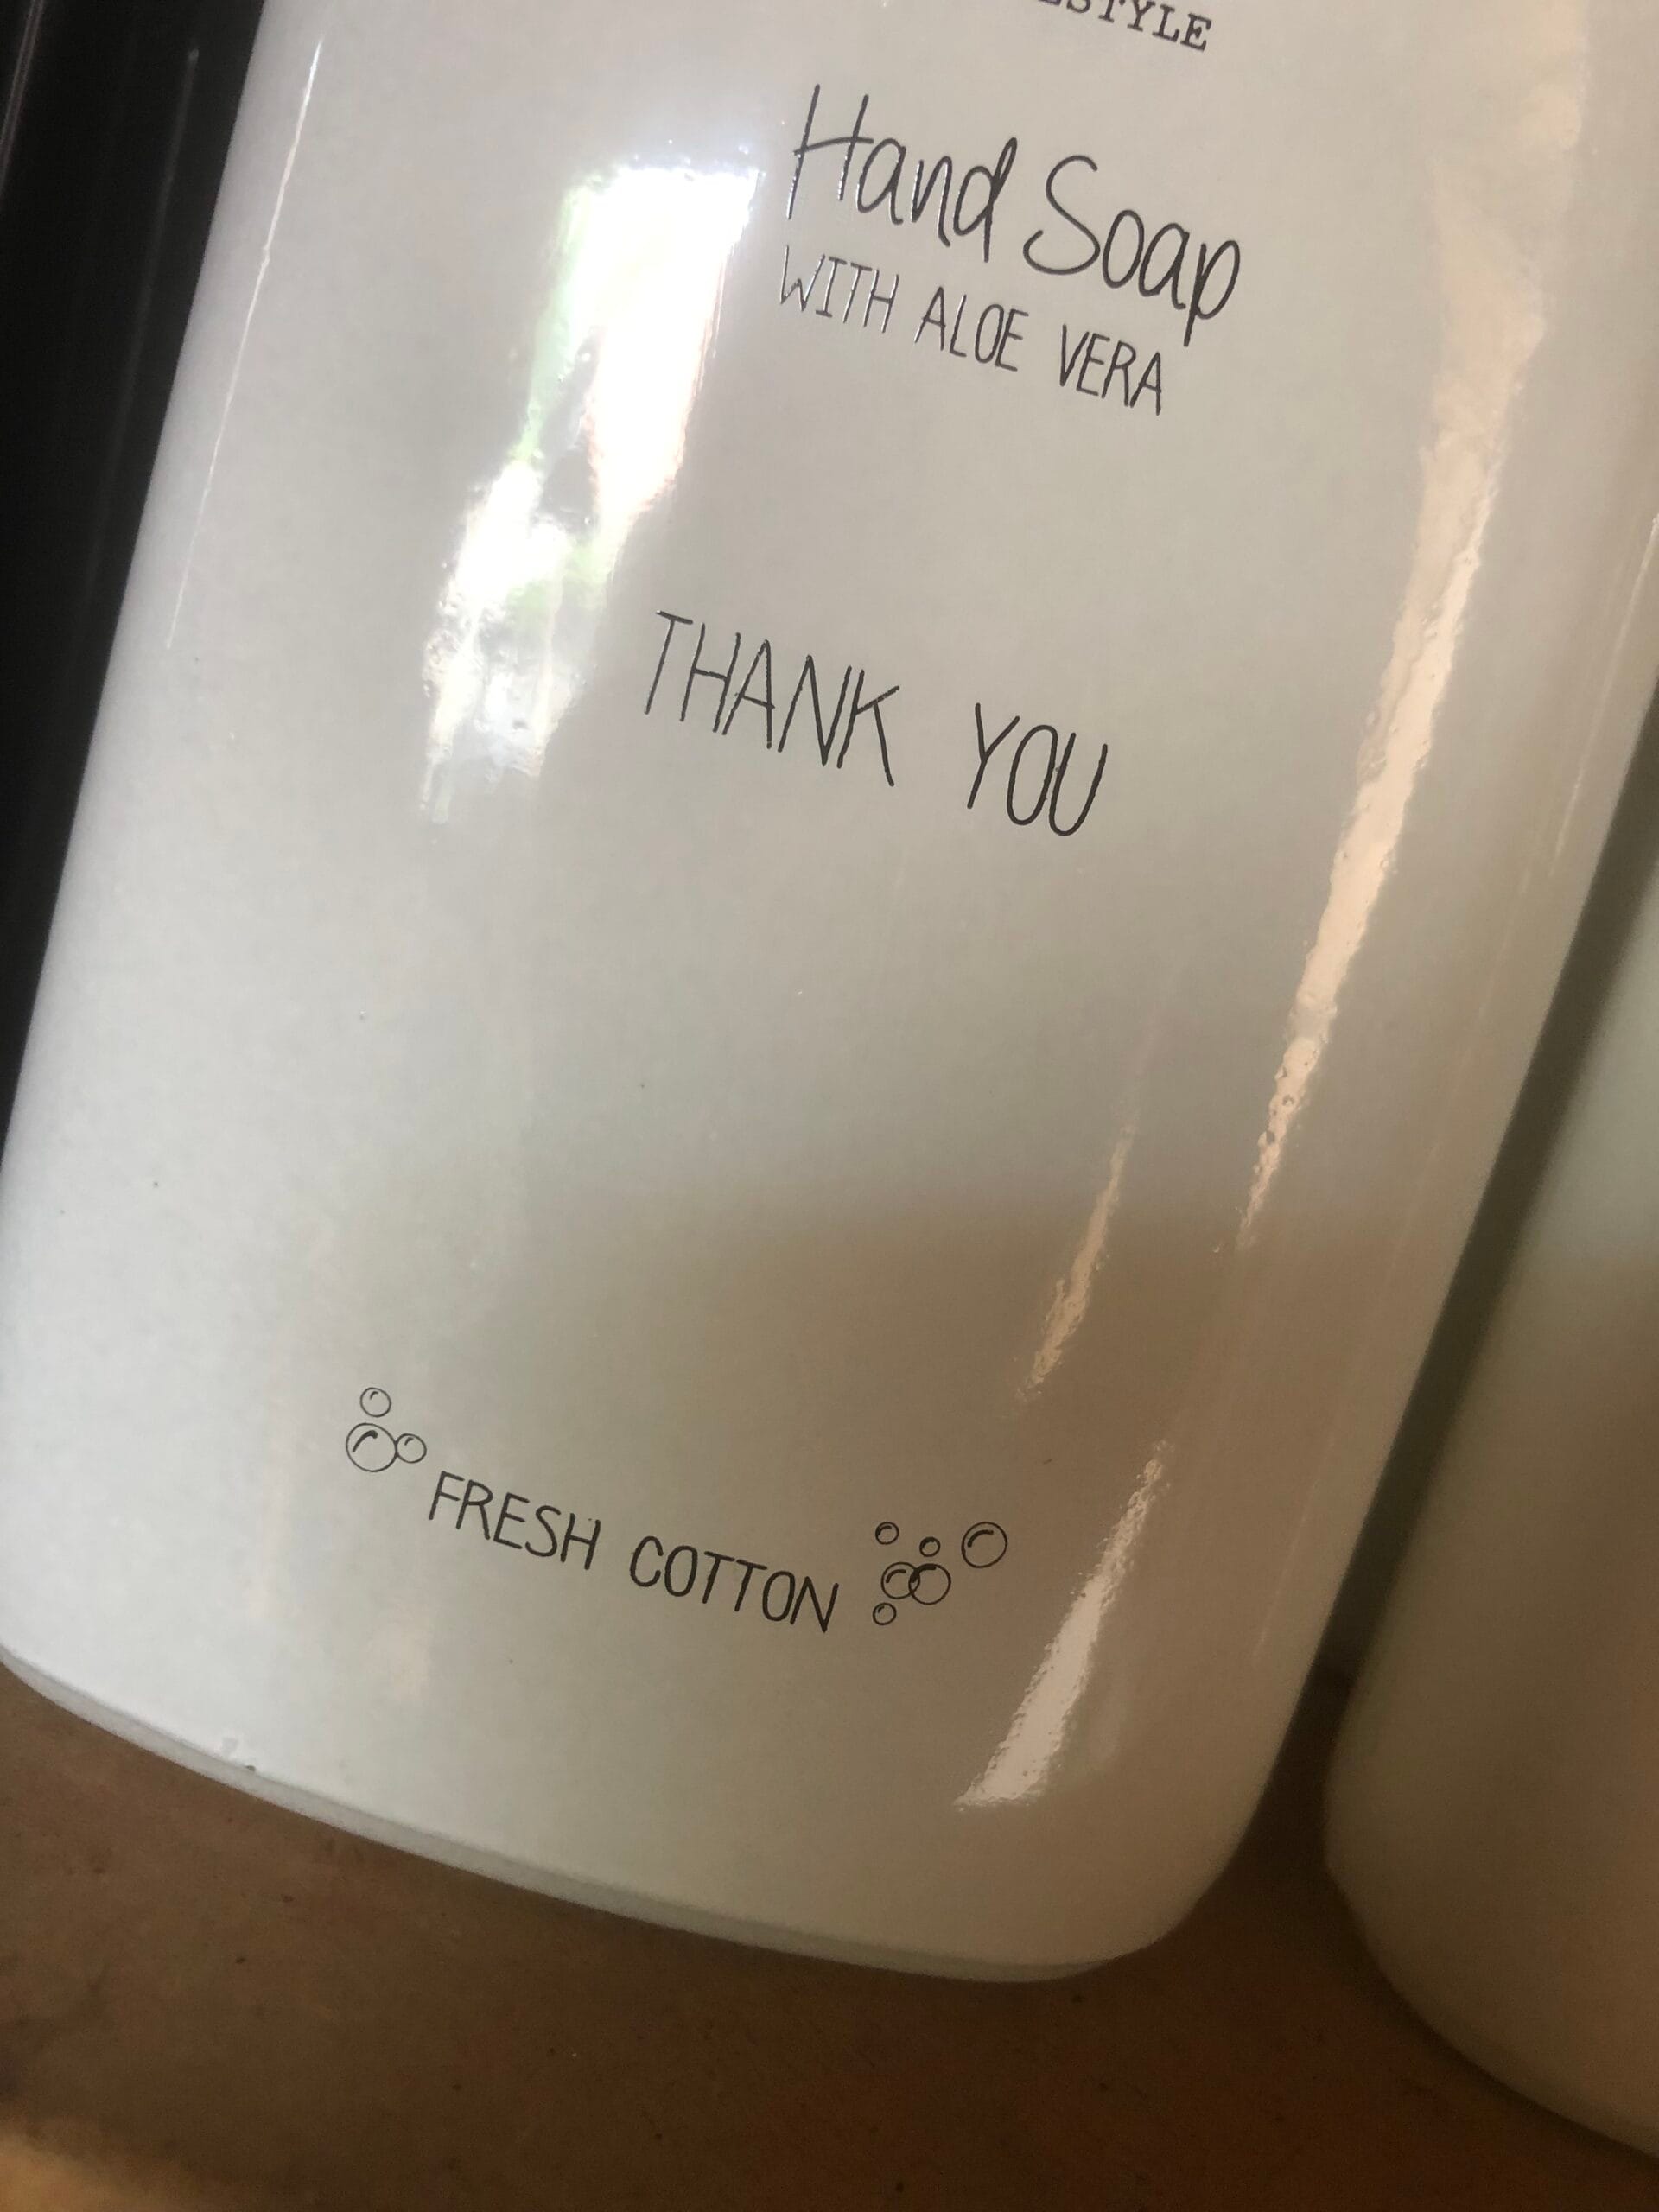 Hand Soap
WITH ALOE VERA
THANK YOU
FRESH COTTON